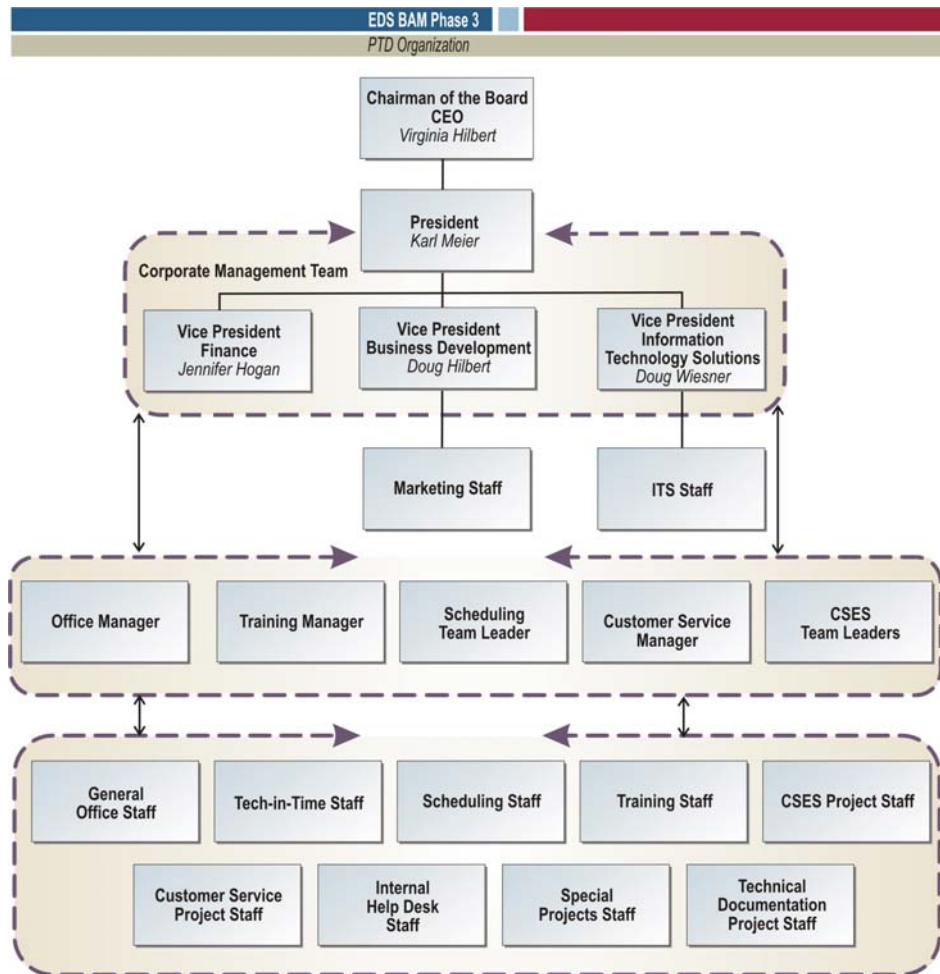 EDS BAM Phase 3
PTD Organization
Chairman of the Board
CEO
Virginia Hilbert
President
Karl Meier
Corporate Management Team
Vice President
Finance
Jennifer Hogan
Vice President
Business Development
Doug Hilbert
Vice President
Information
Technology Solutions
Doug Wiesner
Marketing Staff
ITS Staff
Office Manager
Training Manager
Scheduling
Team Leader
Customer Service
Manager
CSES
Team Leaders
General
Office Staff
Tech-in-Time Staff
Scheduling Staff
Training Staff
CSES Project Staff
Customer Service
Project Staff
Internal
Help Desk
Staff
Special
Projects Staff
Technical
Documentation
Project Staff